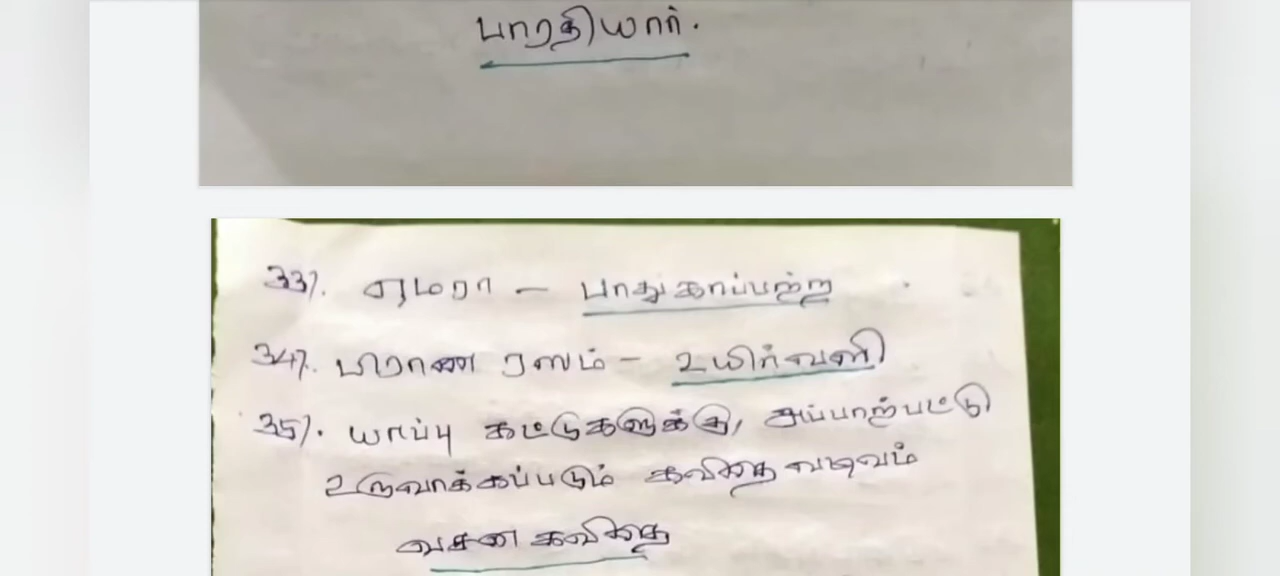 பாரதியார்.
33). ஏமரா - பாதுகாப்பற்ற
34). பிராண ரஸம் - உயிர்வளி
35). யாப்பு கட்டுகளுக்கு, அப்பாற்பட்டு
உருவாக்கப்படும் கவிதை வடிவம்
வசன கவிதை